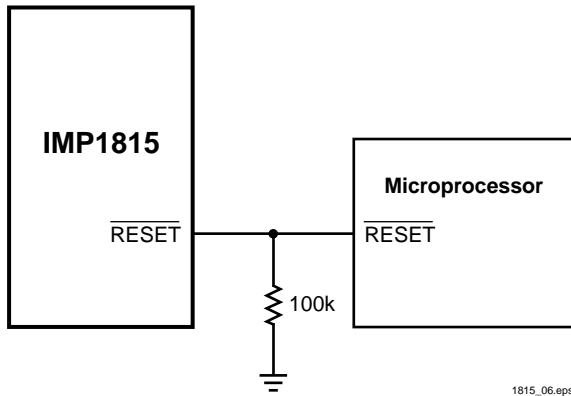 IMP1815
Microprocessor
RESET
RESET
100k
1815_06.eps